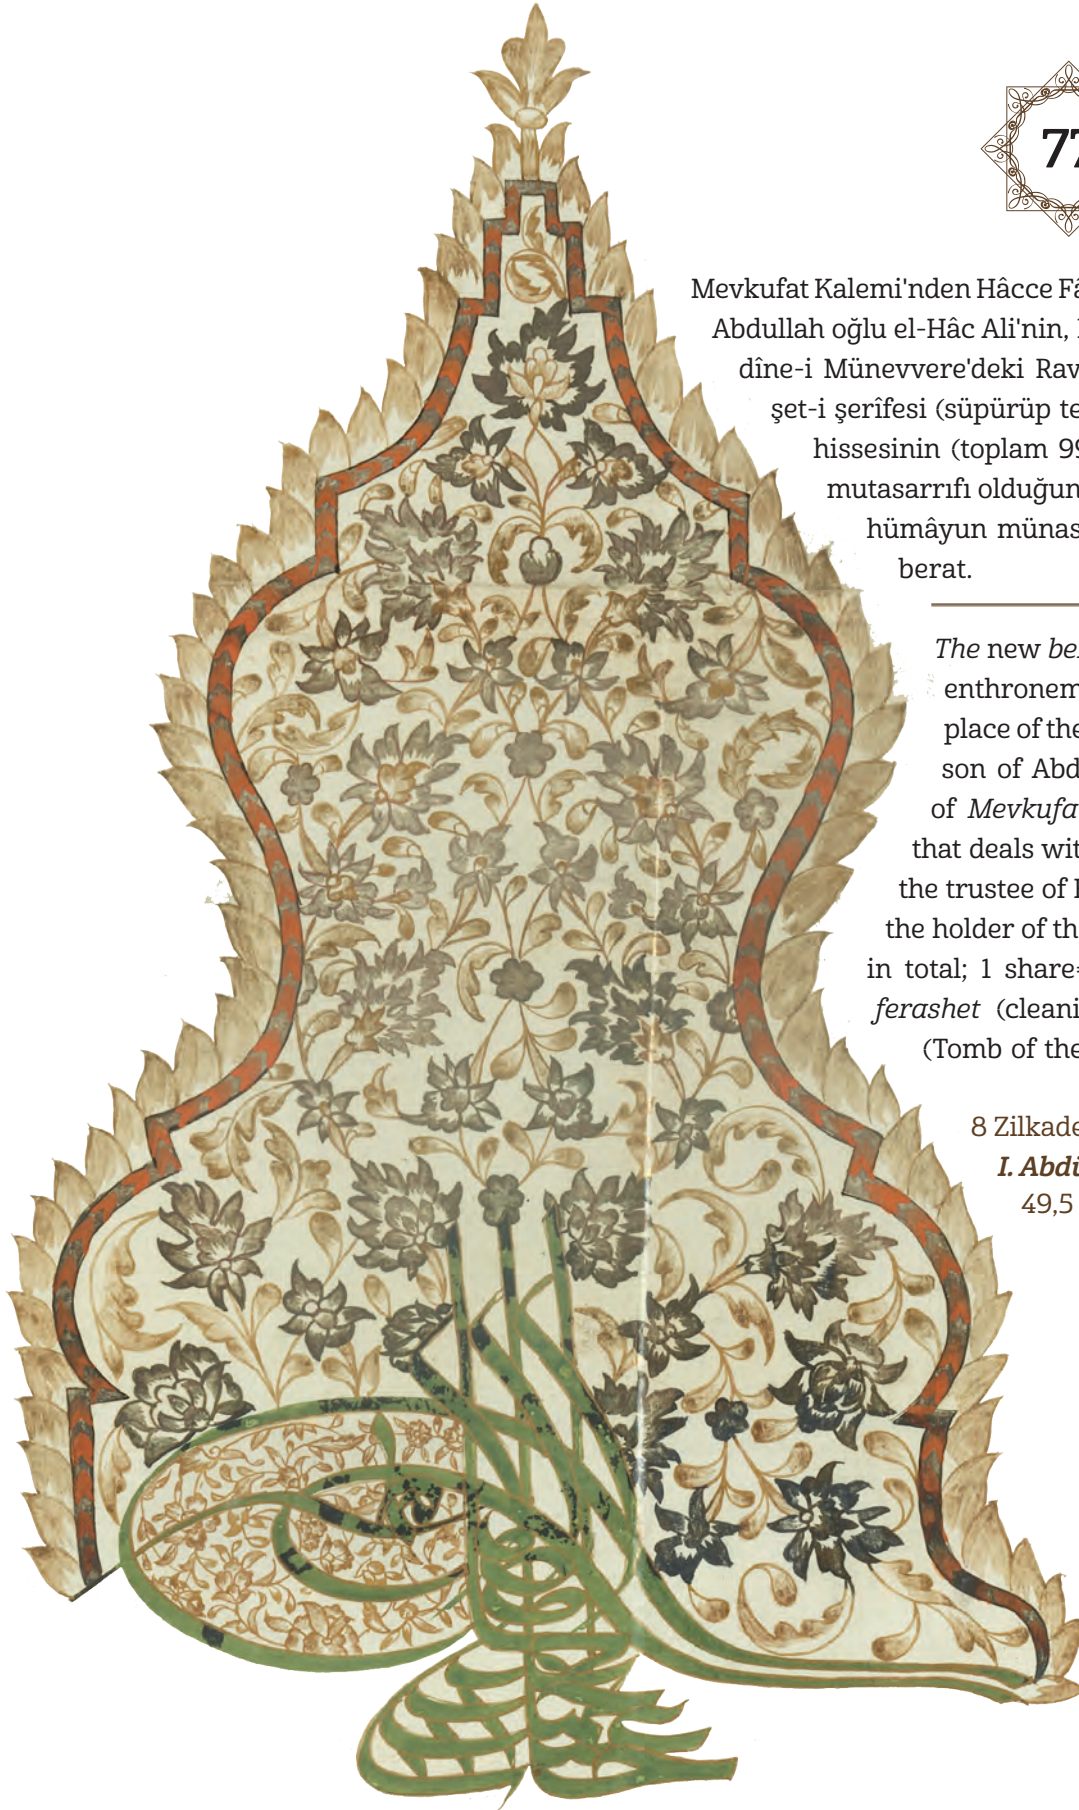 77
Mevkufat Kalemi'nden Hâcce Fâ
Abdullah oğlu el-Hâc Ali'nin,
dîne-i Münevvere'deki Rav
şet-i şerîfesi (süpürüp te
hissesinin (toplam 99
mutasarrıfı olduğun
hümâyun münas
berat.
The new be
enthronem
place of the
son of Abd
of Mevkufa
that deals wit
the trustee of
the holder of th
in total; 1 share=
ferashet (cleani
(Tomb of the
8 Zilkade
I. Abdü
49,5